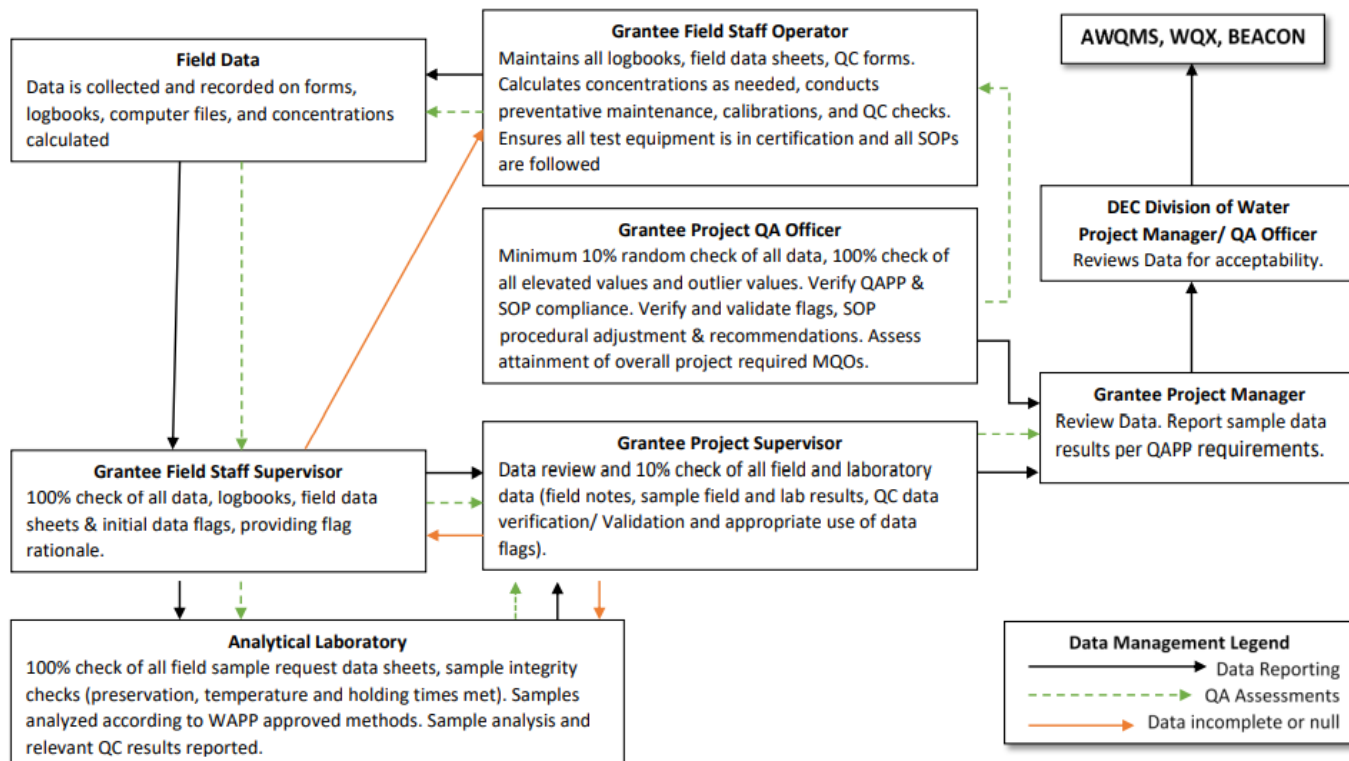 Field Data
Data is collected and recorded on forms,
logbooks, computer files, and concentrations
calculated
Grantee Field Staff Operator
Maintains all logbooks, field data sheets, QC forms.
Calculates concentrations as needed, conducts
preventative maintenance, calibrations, and QC checks.
Ensures all test equipment is in certification and all SOPs
are followed
AWQMS, WQX, BEACON
DEC Division of Water
Project Manager/ QA Officer
Reviews Data for acceptability.
Grantee Project QA Officer
Minimum 10% random check of all data, 100% check of
all elevated values and outlier values. Verify QAPP &
SOP compliance. Verify and validate flags, SOP
procedural adjustment & recommendations. Assess
attainment of overall project required MQOs.
Grantee Project Manager
Review Data. Report sample data
results per QAPP requirements.
Grantee Field Staff Supervisor
100% check of all data, logbooks, field data
sheets & initial data flags, providing flag
rationale.
Grantee Project Supervisor
Data review and 10% check of all field and laboratory
data (field notes, sample field and lab results, QC data
verification/ Validation and appropriate use of data
flags).
Analytical Laboratory
100% check of all field sample request data sheets, sample integrity
checks (preservation, temperature and holding times met). Samples
analyzed according to WAPP approved methods. Sample analysis and
relevant QC results reported.
Data Management Legend
Data Reporting
QA Assessments
Data incomplete or null